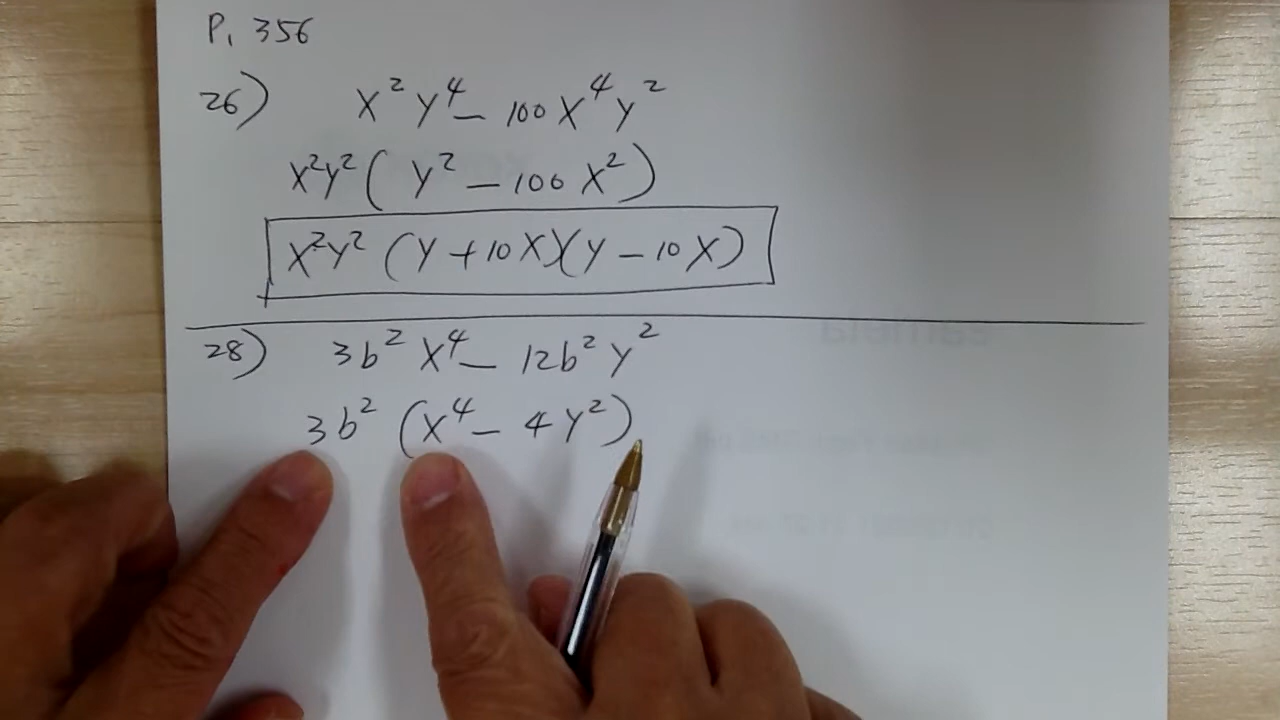 P. 356
26) x²y⁴ - 100x⁴y²
x²y² (y² - 100x²)
x²y² (y + 10x)(y - 10x)
28) 3b²x⁴ - 12b²y²
3b² (x⁴ - 4y²)